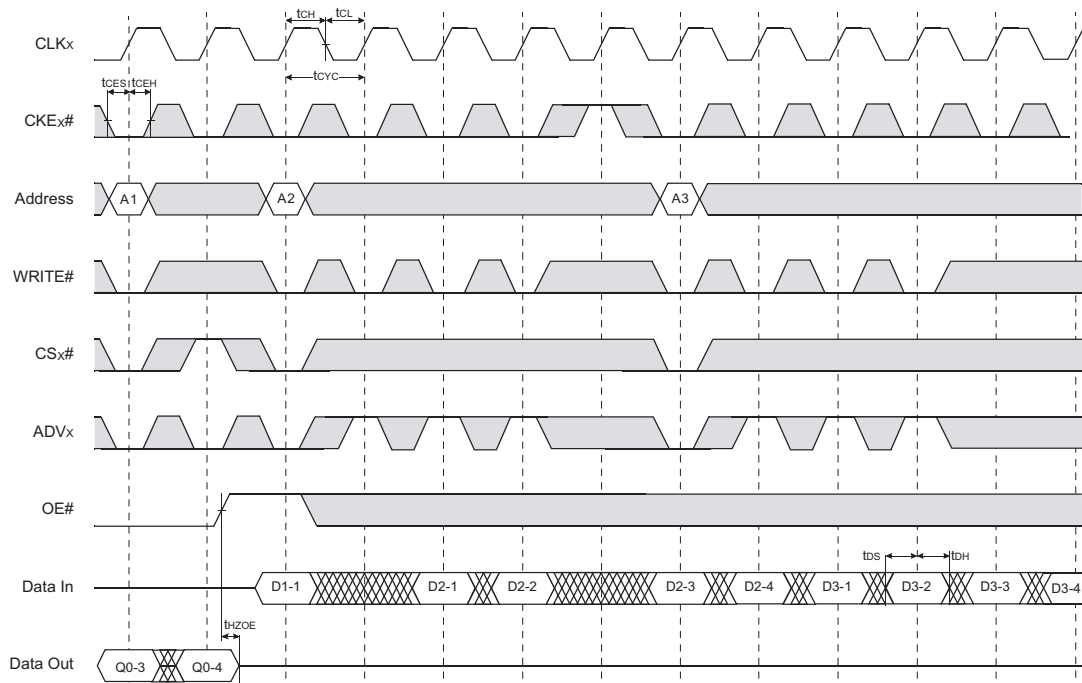 tCH tCL
CLKx
tCYC
tCES tCEH
CKEx#
Address A1 A2 A3
WRITE#
CSx#
ADVx
OE#
tDS tDH
Data In D1-1 D2-1 D2-2 D2-3 D2-4 D3-1 D3-2 D3-3 D3-4
tHZOE
Data Out Q0-3 Q0-4